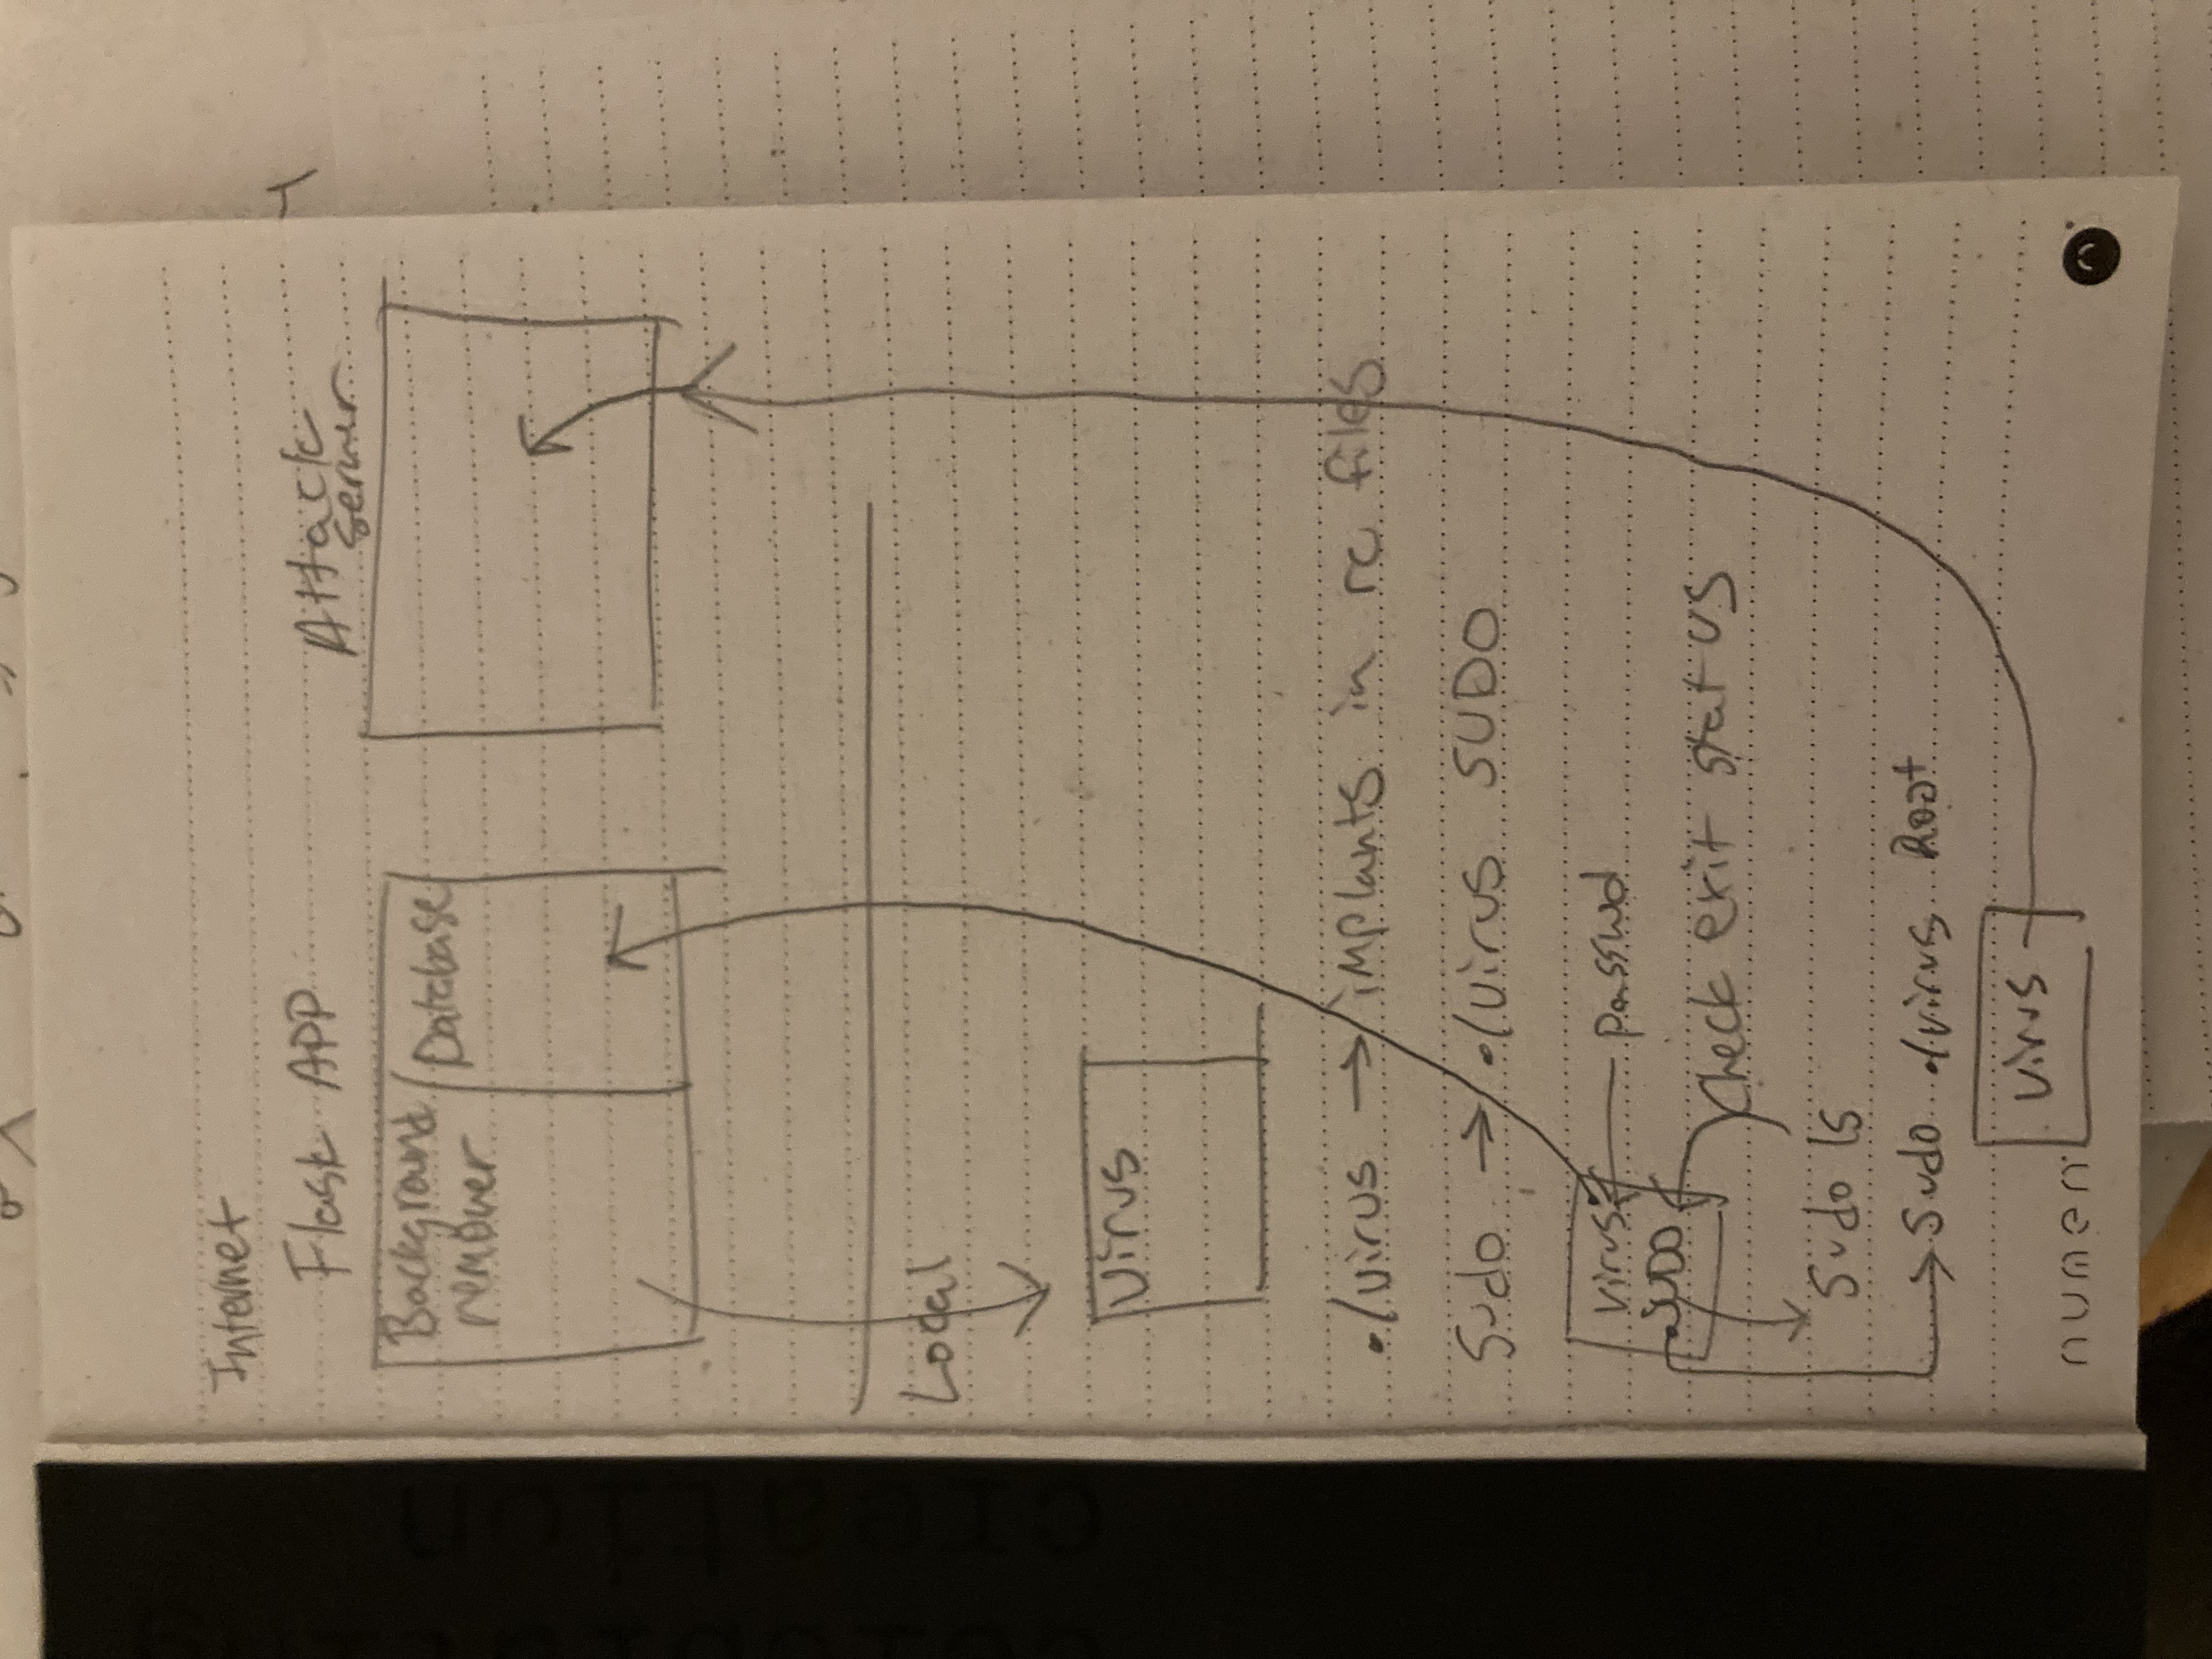 Internet
Flask APP
Attack
server
Background
remover
Database
Local
Virus
./virus → implants in rc files
Sudo → ./virus SUDO
virus
SUDO
passwd
Check exit status
Sudo ls
Sudo ./virus Root
virus
numen